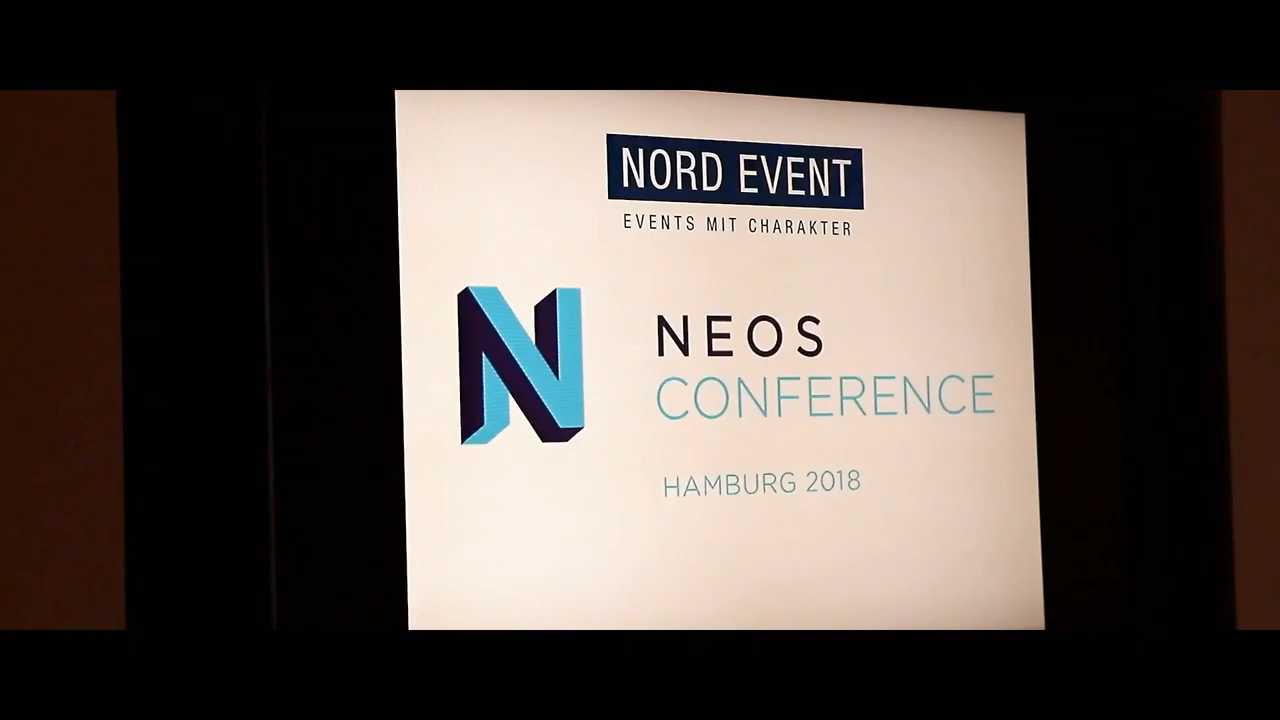 NORD EVENT
EVENTS MIT CHARAKTER
NEOS
CONFERENCE
HAMBURG 2018